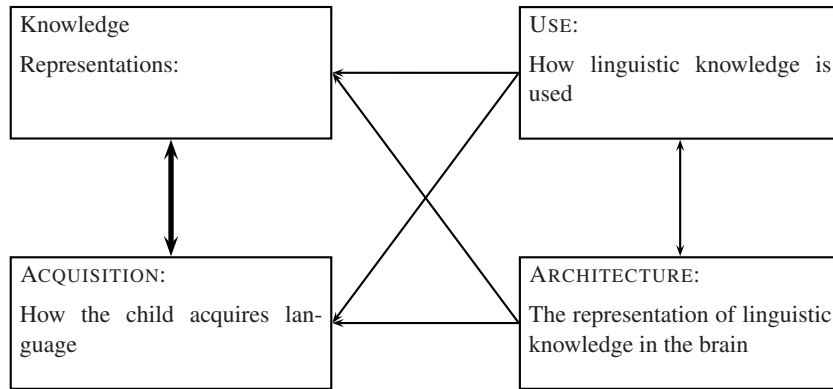 Knowledge
Representations:
USE:
How linguistic knowledge is
used
ACQUISITION:
How the child acquires lan-
guage
ARCHITECTURE:
The representation of linguistic
knowledge in the brain